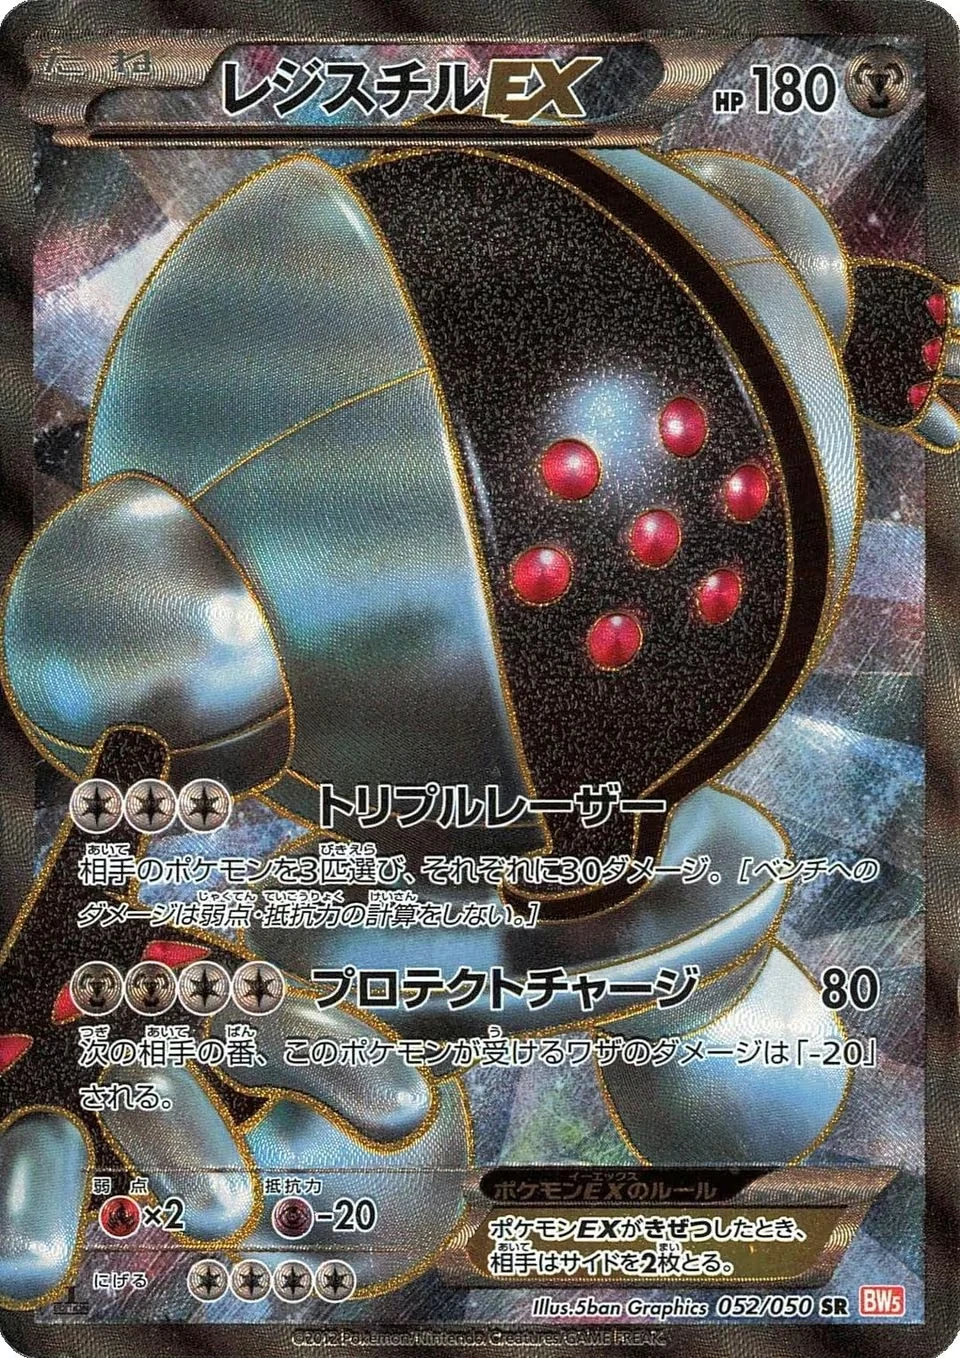 たね レジスチルEX HP 180
トリプルレーザー
相手のポケモンを3匹選び、それぞれに30ダメージ。[ベンチへの
ダメージは弱点・抵抗力の計算をしない。]
プロテクトチャージ 80
次の相手の番、このポケモンが受けるワザのダメージは「-20」
される。
弱点 抵抗力
×2 -20
にげる
ポケモンEXのルール
ポケモンEXがきぜつしたとき、
相手はサイドを2枚とる。
1 EDITION
Illus.5ban Graphics 052/050 SR BW5
©2012 Pokémon/Nintendo/Creatures/GAME FREAK.